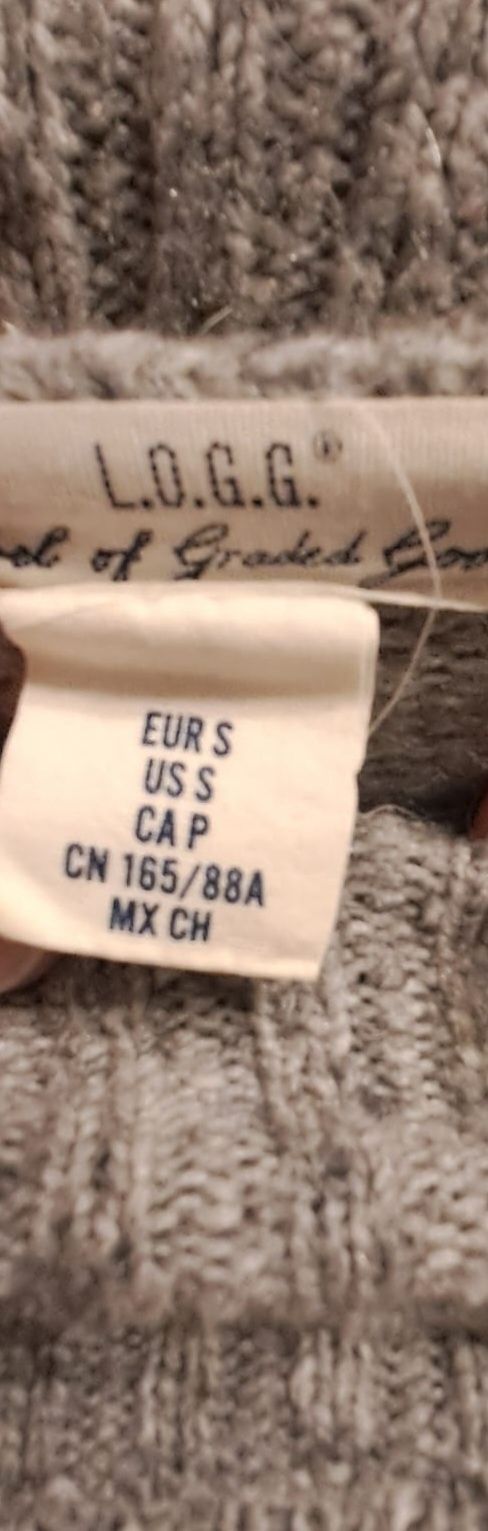 L.O.G.G.®
of Graded
EUR S
US S
CA P
CN 165/88A
MX CH